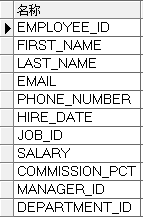 名称
EMPLOYEE_ID
FIRST_NAME
LAST_NAME
EMAIL
PHONE_NUMBER
HIRE_DATE
JOB_ID
SALARY
COMMISSION_PCT
MANAGER_ID
DEPARTMENT_ID